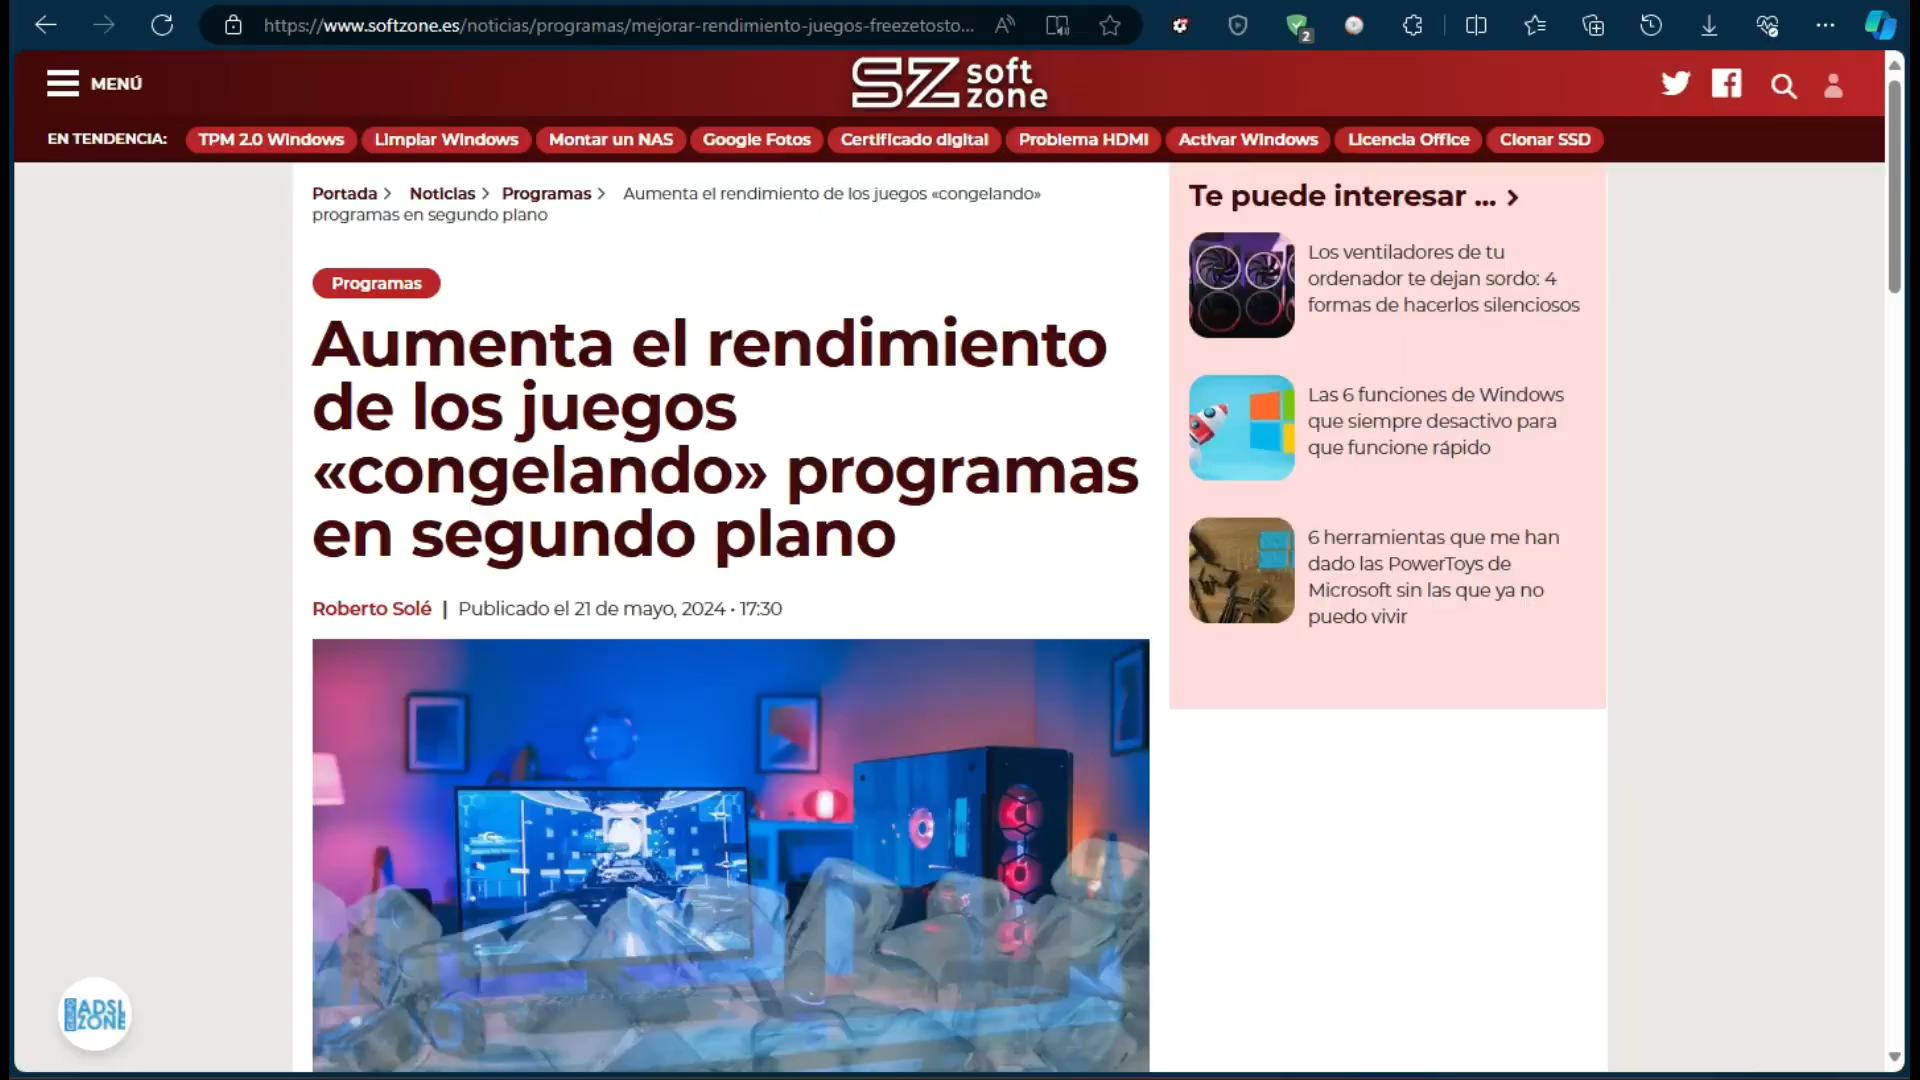 https://www.softzone.es/noticias/programas/mejorar-rendimiento-juegos-freezetosto...
2
MENÚ
SZ soft zone
EN TENDENCIA:
TPM 2.0 Windows
Limpiar Windows
Montar un NAS
Google Fotos
Certificado digital
Problema HDMI
Activar Windows
Licencia Office
Clonar SSD
Portada > Noticias > Programas > Aumenta el rendimiento de los juegos «congelando»
programas en segundo plano
Programas
Aumenta el rendimiento
de los juegos
«congelando» programas
en segundo plano
Roberto Solé | Publicado el 21 de mayo, 2024 • 17:30
Te puede interesar ... >
Los ventiladores de tu
ordenador te dejan sordo: 4
formas de hacerlos silenciosos
Las 6 funciones de Windows
que siempre desactivo para
que funcione rápido
6 herramientas que me han
dado las PowerToys de
Microsoft sin las que ya no
puedo vivir
GRUPO
ADSL
ZONE